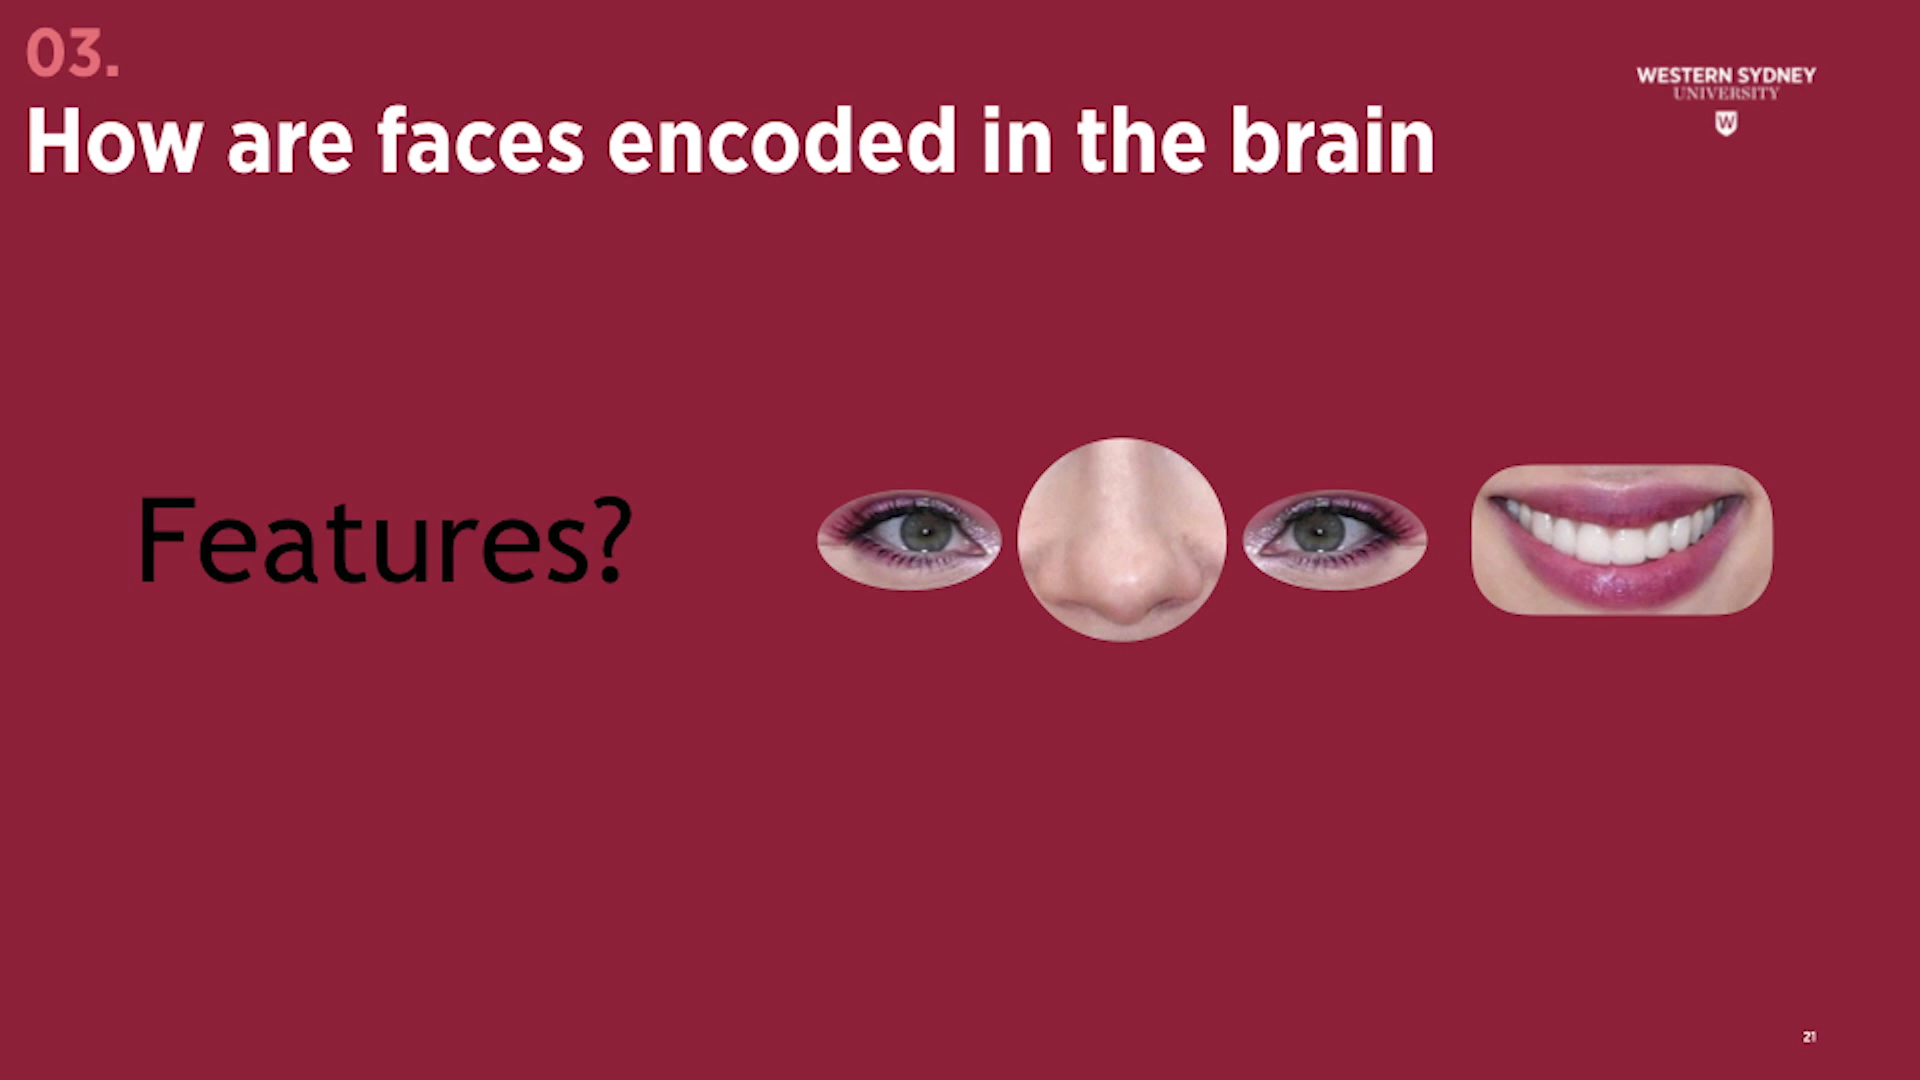 03.
How are faces encoded in the brain
WESTERN SYDNEY
UNIVERSITY
W
Features?
21